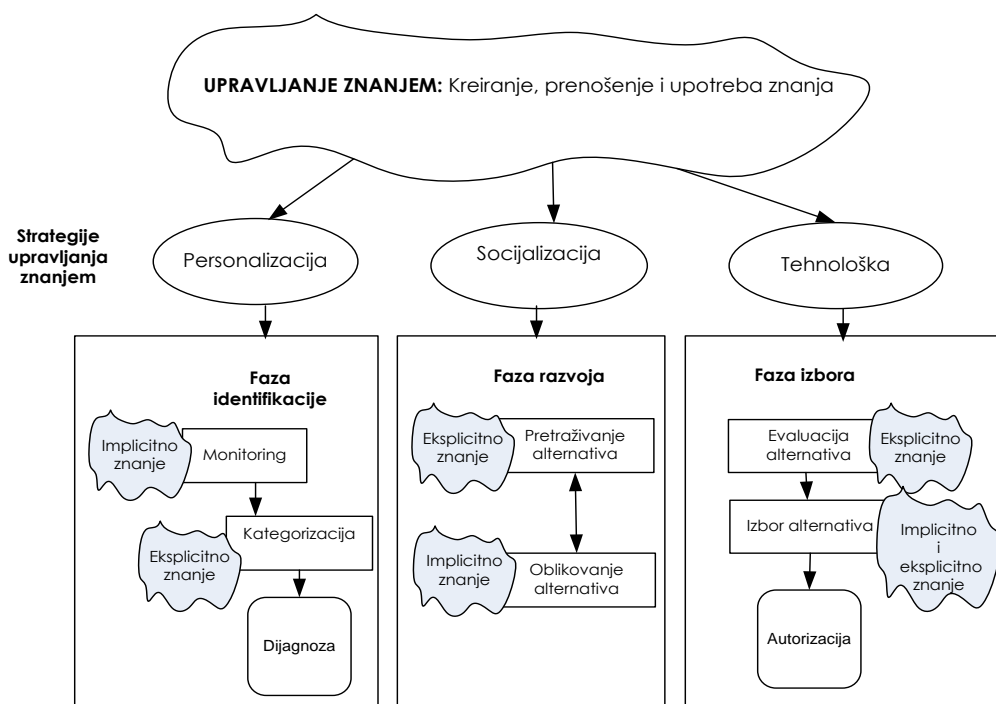 UPRAVLJANJE ZNANJEM: Kreiranje, prenošenje i upotreba znanja
Strategije
upravljanja
znanjem
Personalizacija
Socijalizacija
Tehnološka
Faza
identifikacije
Implicitno
znanje
Monitoring
Eksplicitno
znanje
Kategorizacija
Dijagnoza
Faza razvoja
Eksplicitno
znanje
Pretraživanje
alternativa
Implicitno
znanje
Oblikovanje
alternativa
Faza izbora
Evaluacija
alternativa
Eksplicitno
znanje
Izbor alternativa
Implicitno
i
eksplicitno
znanje
Autorizacija